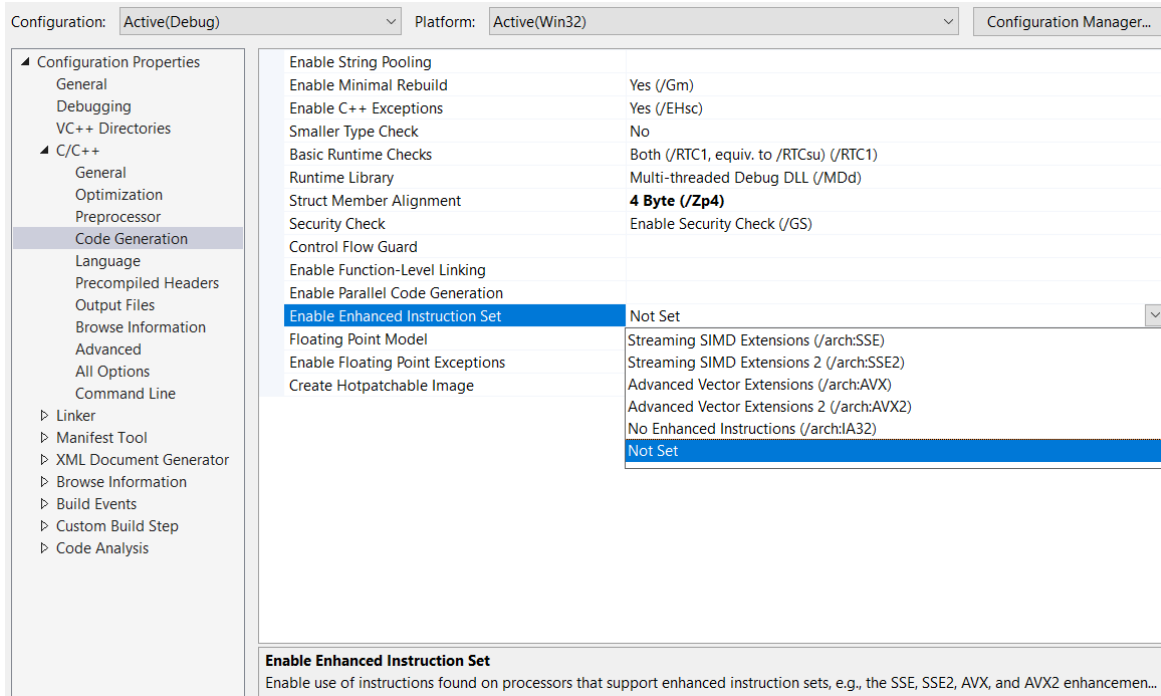 Configuration: Active(Debug) Platform: Active(Win32) Configuration Manager...
Configuration Properties
General
Debugging
VC++ Directories
C/C++
General
Optimization
Preprocessor
Code Generation
Language
Precompiled Headers
Output Files
Browse Information
Advanced
All Options
Command Line
Linker
Manifest Tool
XML Document Generator
Browse Information
Build Events
Custom Build Step
Code Analysis
Enable String Pooling
Enable Minimal Rebuild Yes (/Gm)
Enable C++ Exceptions Yes (/EHsc)
Smaller Type Check No
Basic Runtime Checks Both (/RTC1, equiv. to /RTCsu) (/RTC1)
Runtime Library Multi-threaded Debug DLL (/MDd)
Struct Member Alignment 4 Byte (/Zp4)
Security Check Enable Security Check (/GS)
Control Flow Guard
Enable Function-Level Linking
Enable Parallel Code Generation
Enable Enhanced Instruction Set Not Set
Floating Point Model
Enable Floating Point Exceptions
Create Hotpatchable Image
Streaming SIMD Extensions (/arch:SSE)
Streaming SIMD Extensions 2 (/arch:SSE2)
Advanced Vector Extensions (/arch:AVX)
Advanced Vector Extensions 2 (/arch:AVX2)
No Enhanced Instructions (/arch:IA32)
Not Set
Enable Enhanced Instruction Set
Enable use of instructions found on processors that support enhanced instruction sets, e.g., the SSE, SSE2, AVX, and AVX2 enhancemen...